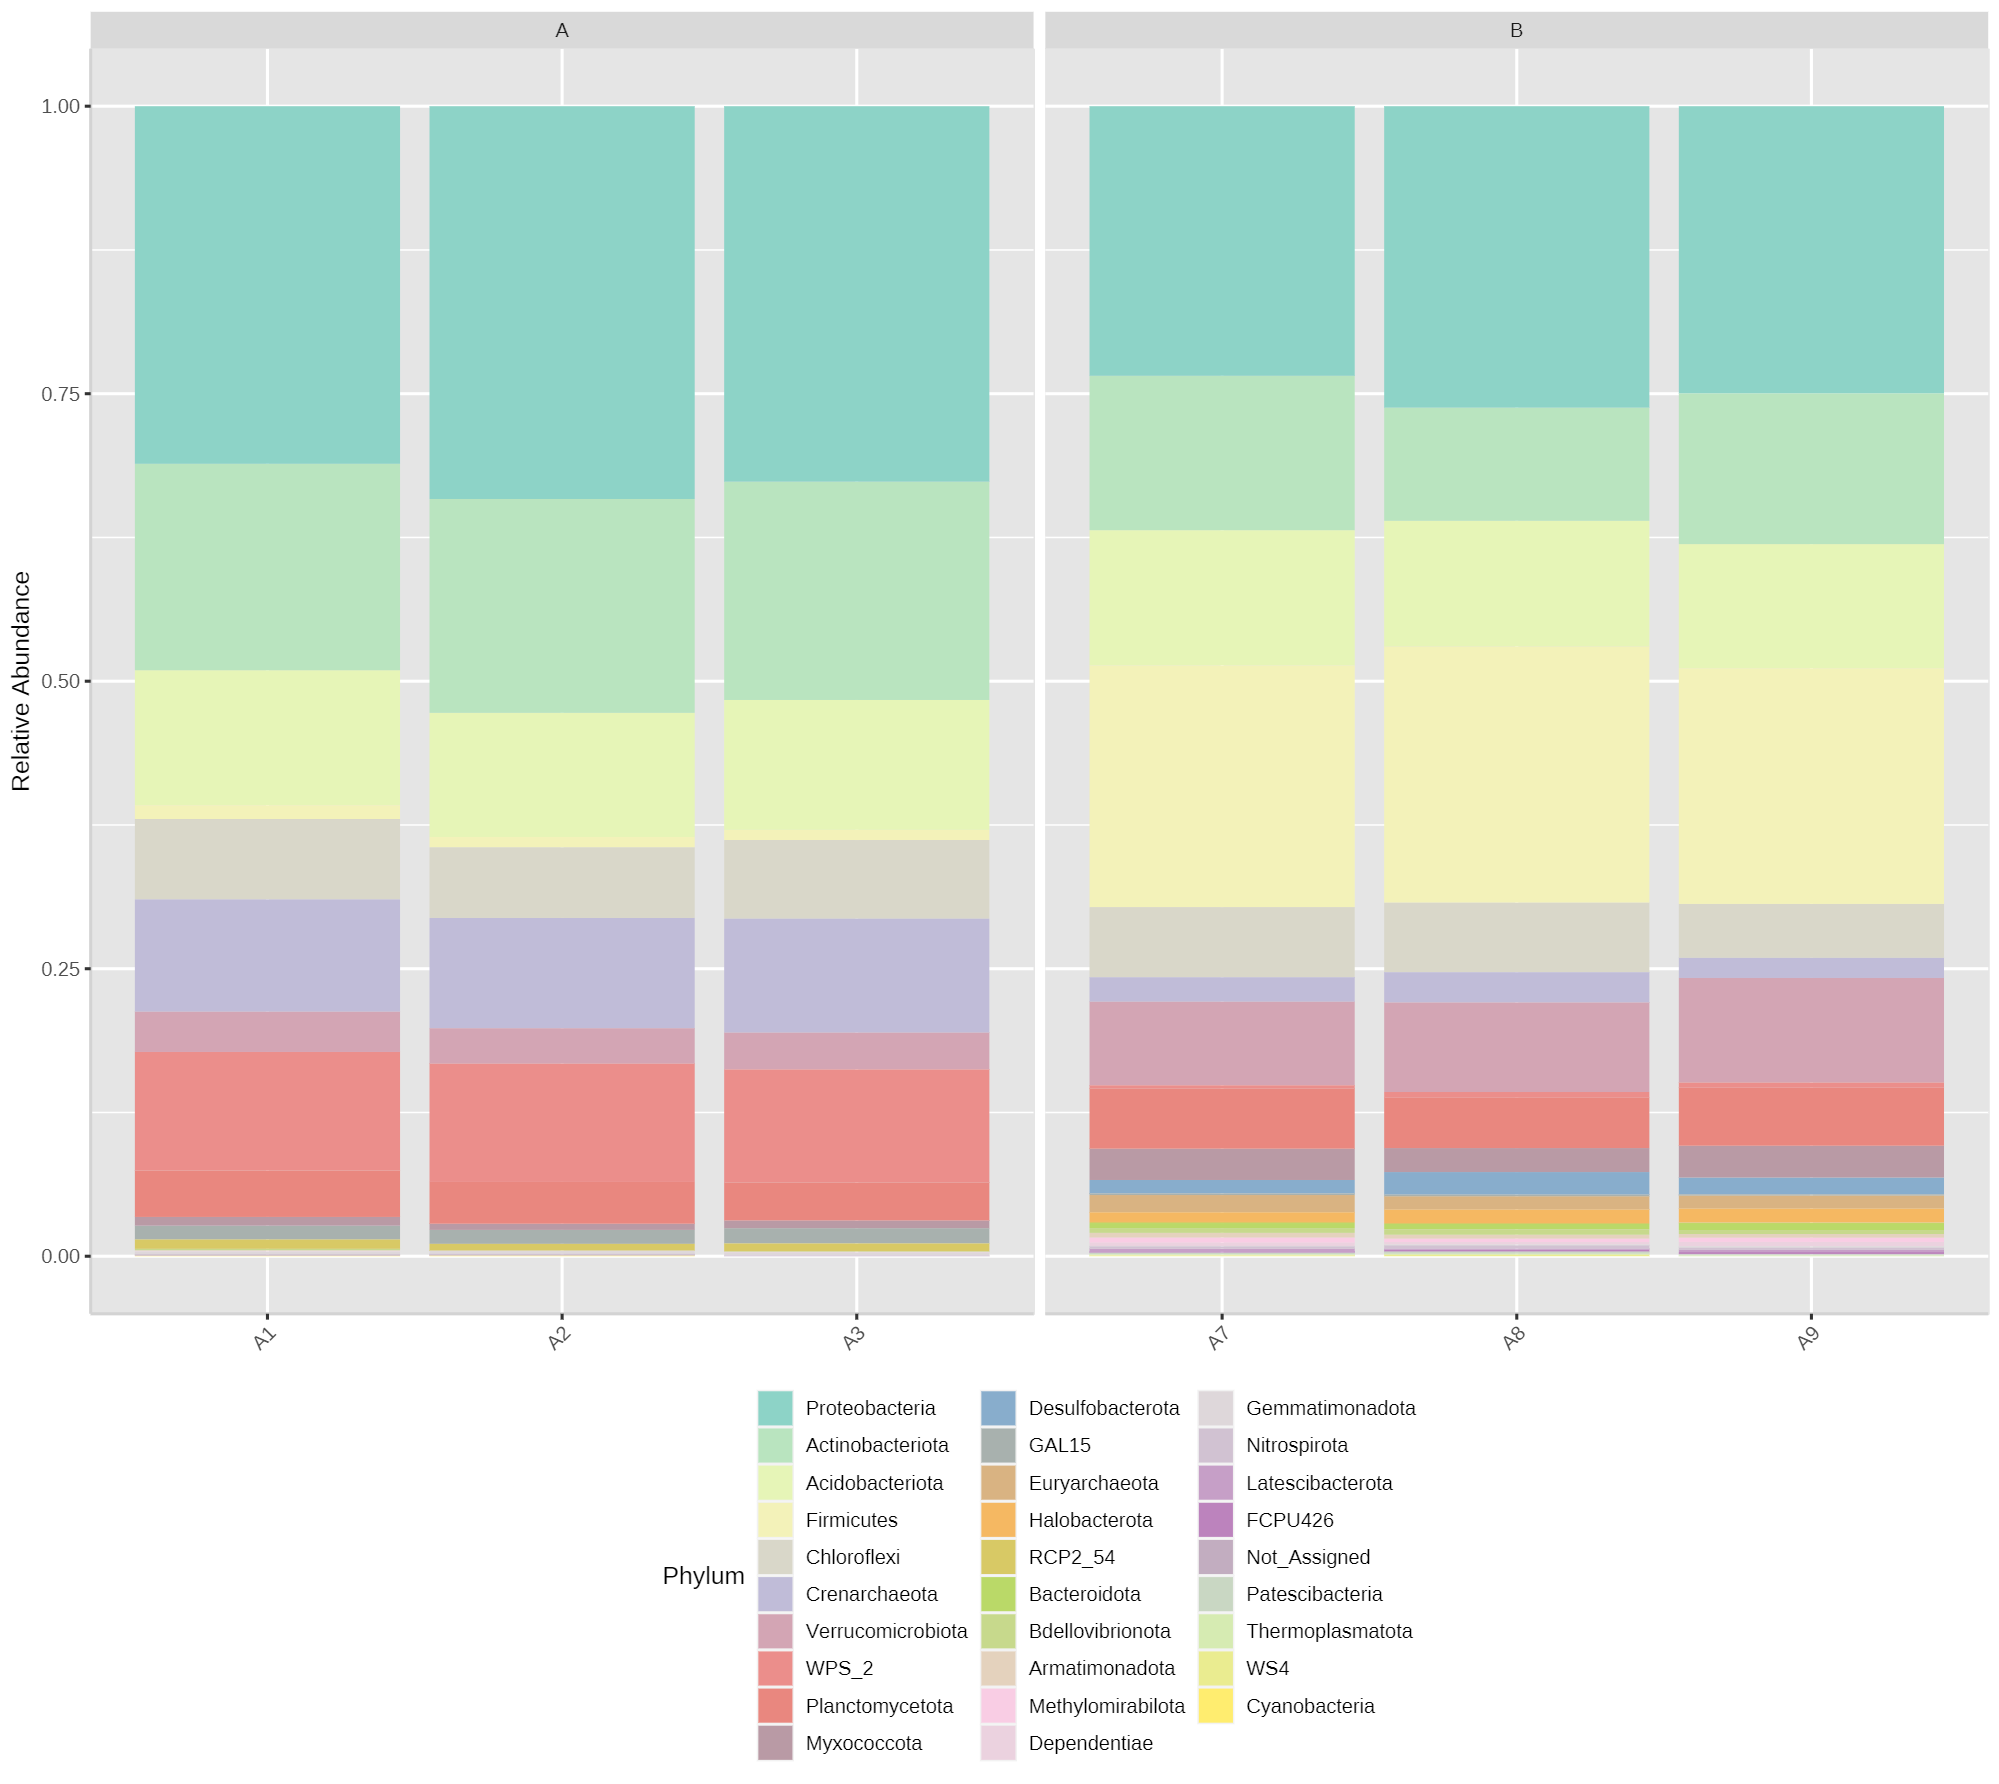 A
B
1.00
0.75
0.50
0.25
0.00
Relative Abundance
A1
A2
A3
A7
A8
A9
Phylum
Proteobacteria
Actinobacteriota
Acidobacteriota
Firmicutes
Chloroflexi
Crenarchaeota
Verrucomicrobiota
WPS_2
Planctomycetota
Myxococcota
Desulfobacterota
GAL15
Euryarchaeota
Halobacterota
RCP2_54
Bacteroidota
Bdellovibrionota
Armatimonadota
Methylomirabilota
Dependentiae
Gemmatimonadota
Nitrospirota
Latescibacterota
FCPU426
Not_Assigned
Patescibacteria
Thermoplasmatota
WS4
Cyanobacteria